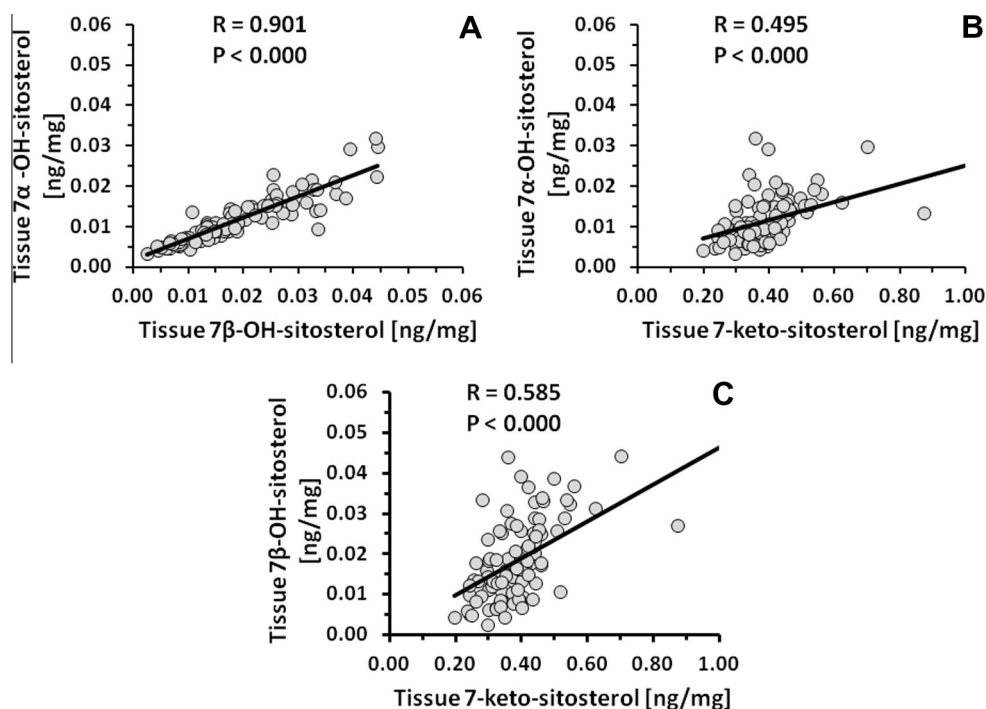 A
R = 0.901
P < 0.000
Tissue 7α -OH-sitosterol
[ng/mg]
0.06
0.05
0.04
0.03
0.02
0.01
0.00
0.00 0.01 0.02 0.03 0.04 0.05 0.06
Tissue 7β-OH-sitosterol [ng/mg]
B
R = 0.495
P < 0.000
Tissue 7α-OH-sitosterol
[ng/mg]
0.06
0.05
0.04
0.03
0.02
0.01
0.00
0.00 0.20 0.40 0.60 0.80 1.00
Tissue 7-keto-sitosterol [ng/mg]
C
R = 0.585
P < 0.000
Tissue 7β-OH-sitosterol
[ng/mg]
0.06
0.05
0.04
0.03
0.02
0.01
0.00
0.00 0.20 0.40 0.60 0.80 1.00
Tissue 7-keto-sitosterol [ng/mg]